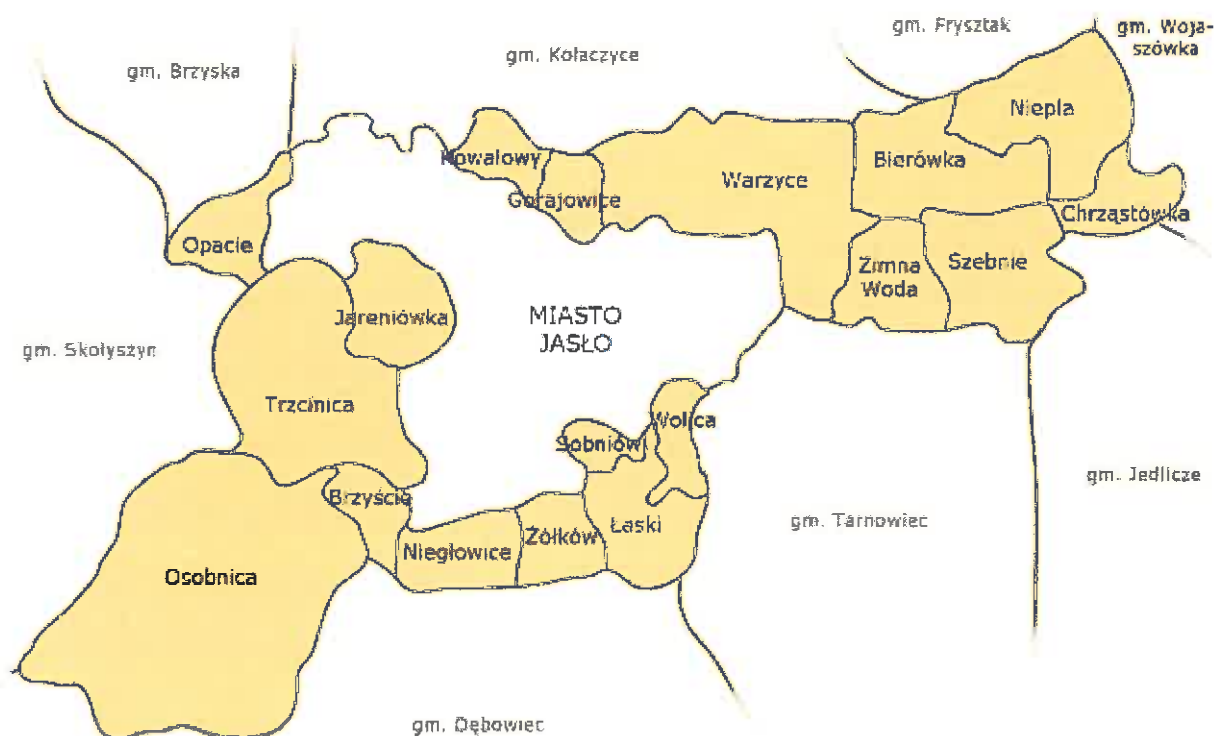 gm. Frysztak
gm. Woja-
szówka
gm. Kołaczyce
gm. Brzyska
Niepla
Kowalowy
Bierówka
Warzyce
Gorajowice
Chrząstówka
Opacie
Zimna
Woda
Szebnie
Jareniówka
MIASTO
JASŁO
gm. Skołyszyn
Trzcinica
Wolica
Sobniów
gm. Jedlicze
Brzyście
gm. Tarnowiec
Łaski
Żółków
Niegłowice
Osobnica
gm. Dębowiec